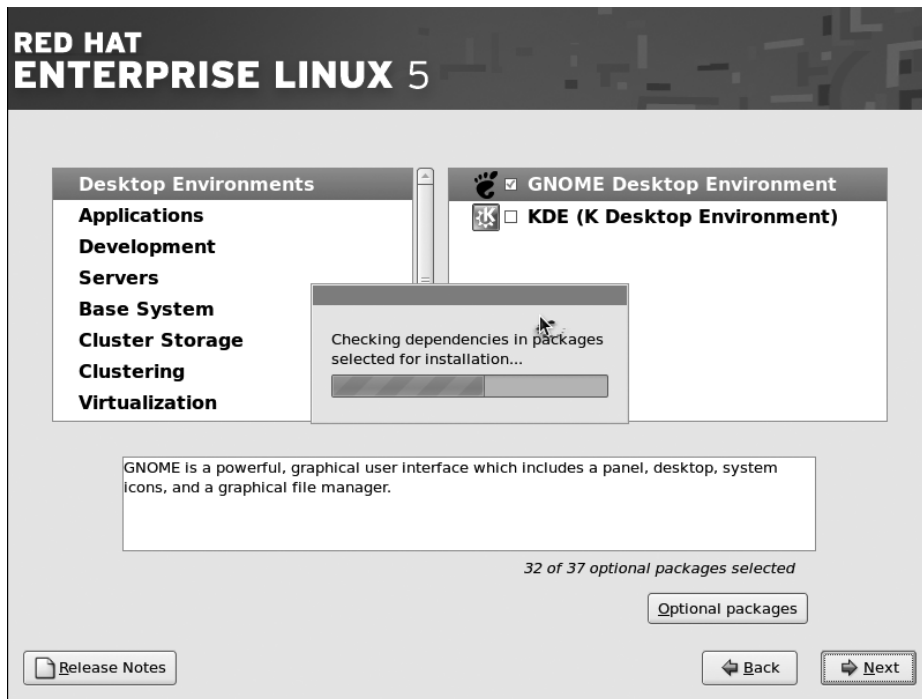 RED HAT
ENTERPRISE LINUX 5
Desktop Environments
Applications
Development
Servers
Base System
Cluster Storage
Clustering
Virtualization
GNOME Desktop Environment
KDE (K Desktop Environment)
Checking dependencies in packages
selected for installation...
GNOME is a powerful, graphical user interface which includes a panel, desktop, system
icons, and a graphical file manager.
32 of 37 optional packages selected
Optional packages
Release Notes
Back
Next